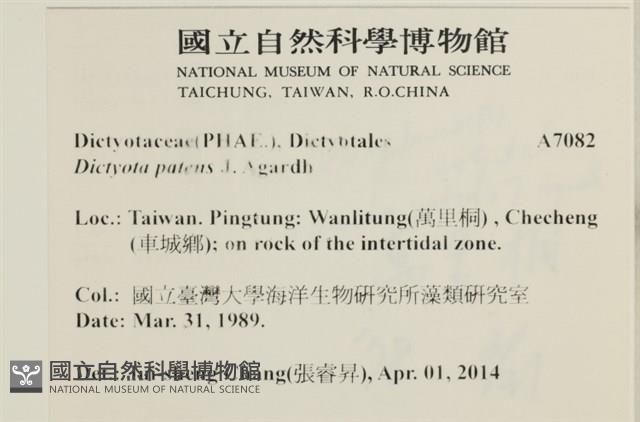 國立自然科學博物館
NATIONAL MUSEUM OF NATURAL SCIENCE
TAICHUNG, TAIWAN, R.O.CHINA
Dictyotaceae(PHAE.), Dictyotales A7082
Dictyota patens J. Agardh
Loc.: Taiwan. Pingtung: Wanlitung(萬里桐) , Checheng
(車城鄉); on rock of the intertidal zone.
Col.: 國立臺灣大學海洋生物研究所藻類研究室
Date: Mar. 31, 1989.
(張睿昇), Apr. 01, 2014
國立自然科學博物館
NATIONAL MUSEUM OF NATURAL SCIENCE